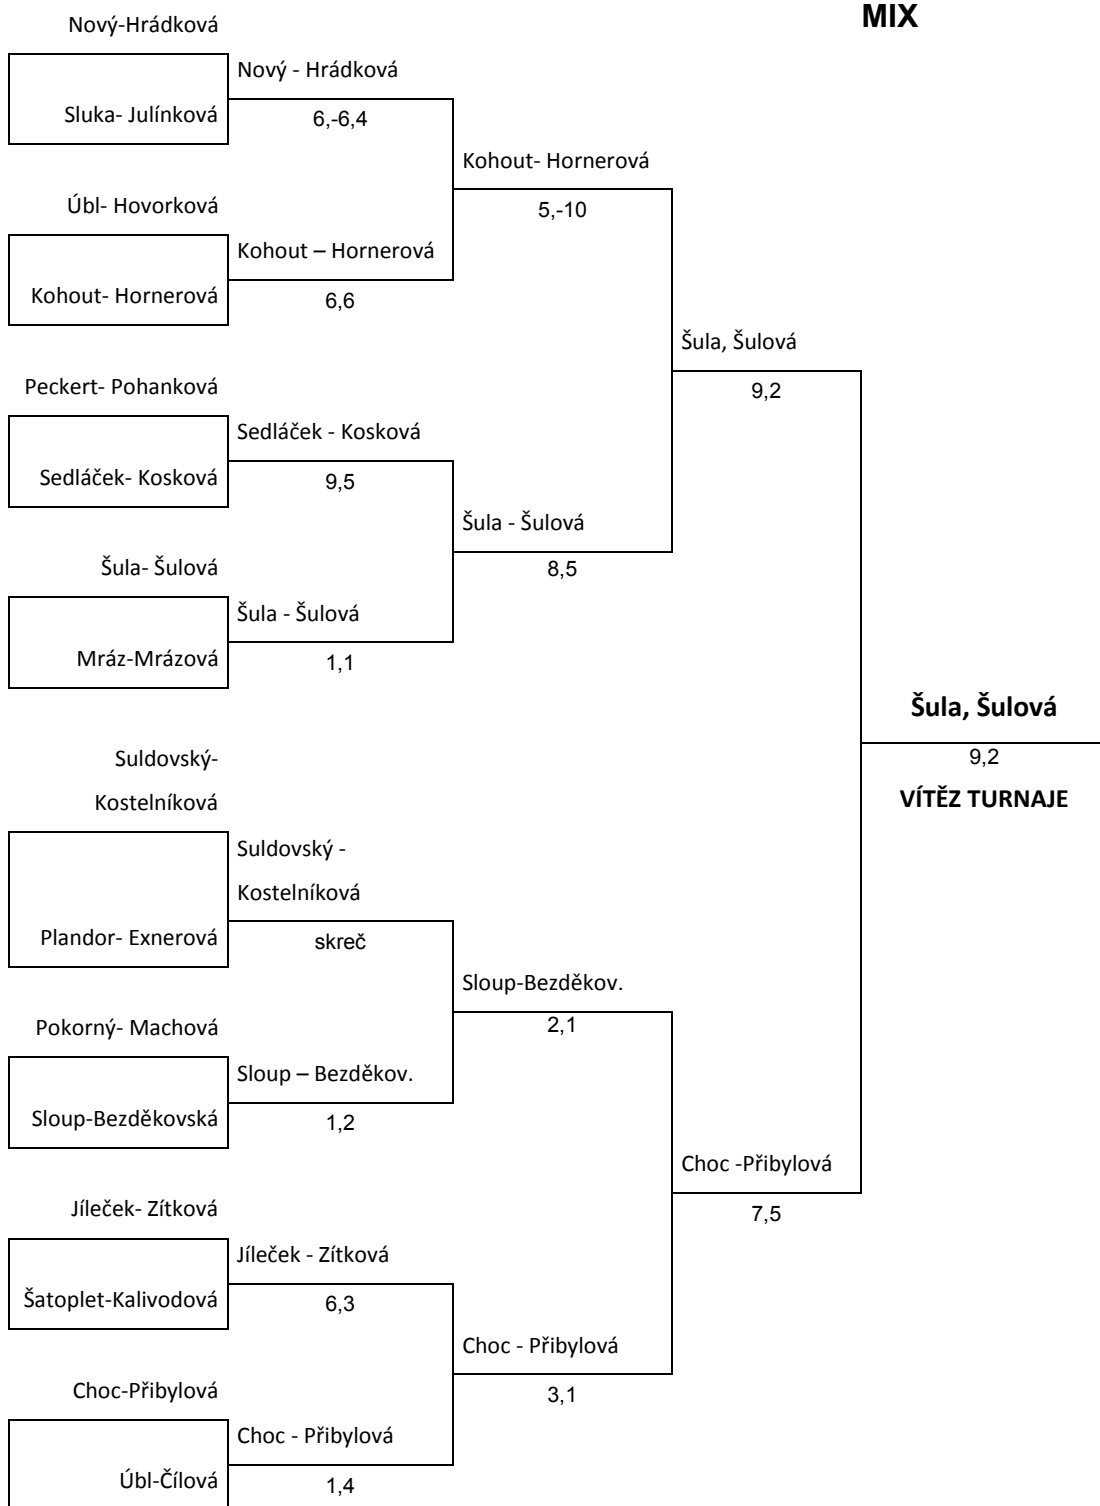 MIX
Nový-Hrádková
Nový - Hrádková
Sluka- Julínková
6,-6,4
Kohout- Hornerová
5,-10
Úbl- Hovorková
Kohout – Hornerová
Kohout- Hornerová
6,6
Šula, Šulová
9,2
Peckert- Pohanková
Sedláček - Kosková
Sedláček- Kosková
9,5
Šula - Šulová
8,5
Šula- Šulová
Šula - Šulová
Mráz-Mrázová
1,1
Šula, Šulová
9,2
VÍTĚZ TURNAJE
Suldovský-
Kostelníková
Suldovský -
Kostelníková
Plandor- Exnerová
skreč
Sloup-Bezděkov.
2,1
Pokorný- Machová
Sloup – Bezděkov.
Sloup-Bezděkovská
1,2
Choc -Přibylová
7,5
Jíleček- Zítková
Jíleček - Zítková
Šatoplet-Kalivodová
6,3
Choc - Přibylová
3,1
Choc-Přibylová
Choc - Přibylová
Úbl-Čílová
1,4